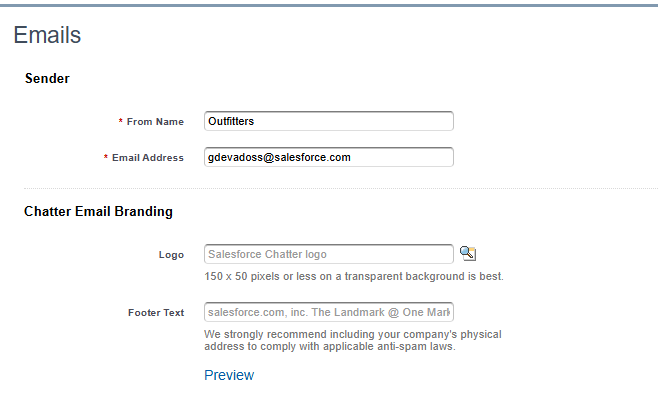 Emails
Sender
* From Name Outfitters
* Email Address gdevadoss@salesforce.com
Chatter Email Branding
Logo Salesforce Chatter logo
150 x 50 pixels or less on a transparent background is best.
Footer Text salesforce.com, inc. The Landmark @ One Mark
We strongly recommend including your company's physical
address to comply with applicable anti-spam laws.
Preview